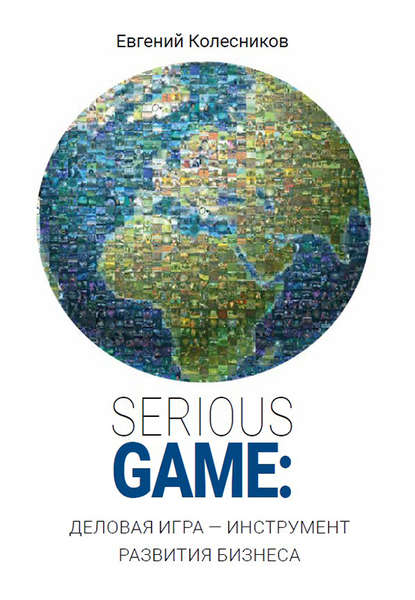 Евгений Колесников
SERIOUS
GAME:
ДЕЛОВАЯ ИГРА — ИНСТРУМЕНТ
РАЗВИТИЯ БИЗНЕСА